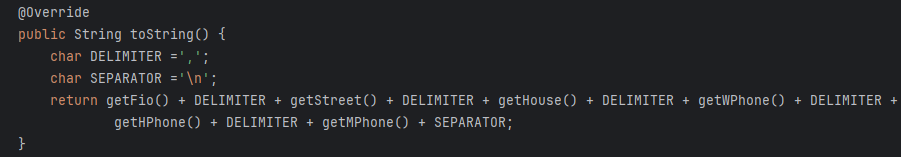 @Override
public String toString() {
    char DELIMITER =',';
    char SEPARATOR ='\n';
    return getFio() + DELIMITER + getStreet() + DELIMITER + getHouse() + DELIMITER + getWPhone() + DELIMITER +
            getHPhone() + DELIMITER + getMPhone() + SEPARATOR;
}